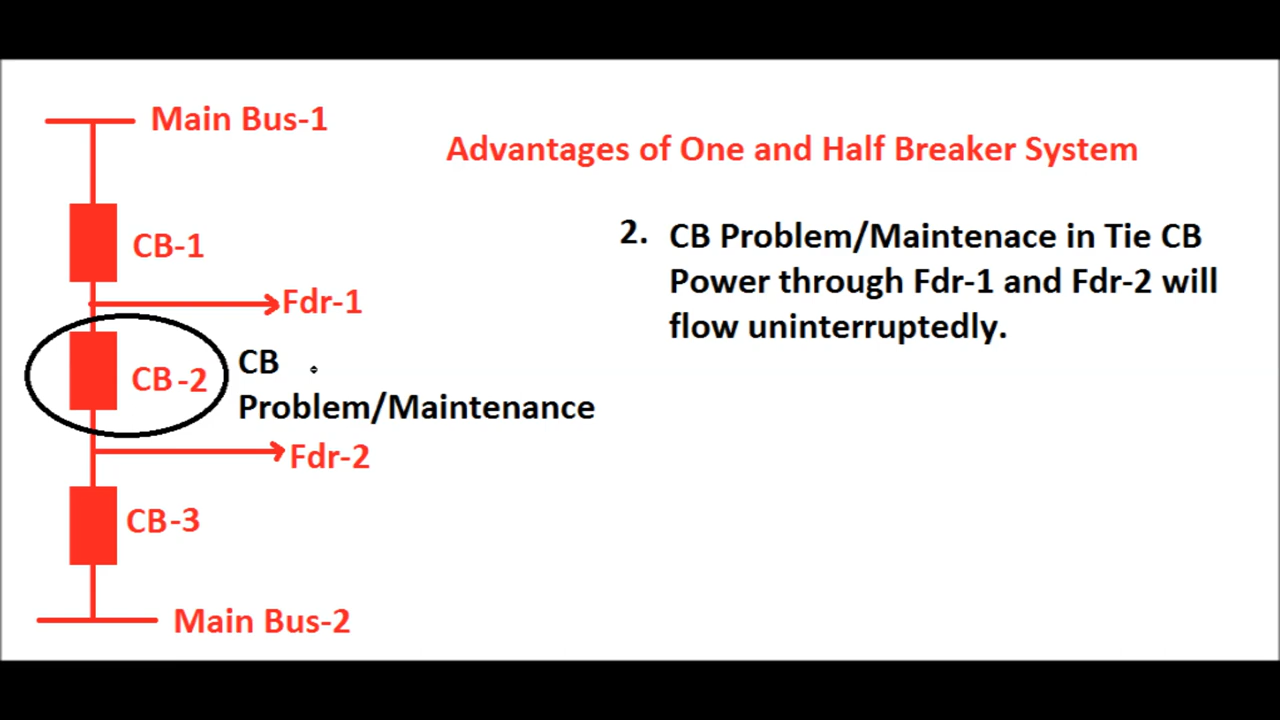 Main Bus-1
Advantages of One and Half Breaker System
CB-1
2. CB Problem/Maintenace in Tie CB
Power through Fdr-1 and Fdr-2 will
flow uninterruptedly.
Fdr-1
CB-2
CB
Problem/Maintenance
Fdr-2
CB-3
Main Bus-2